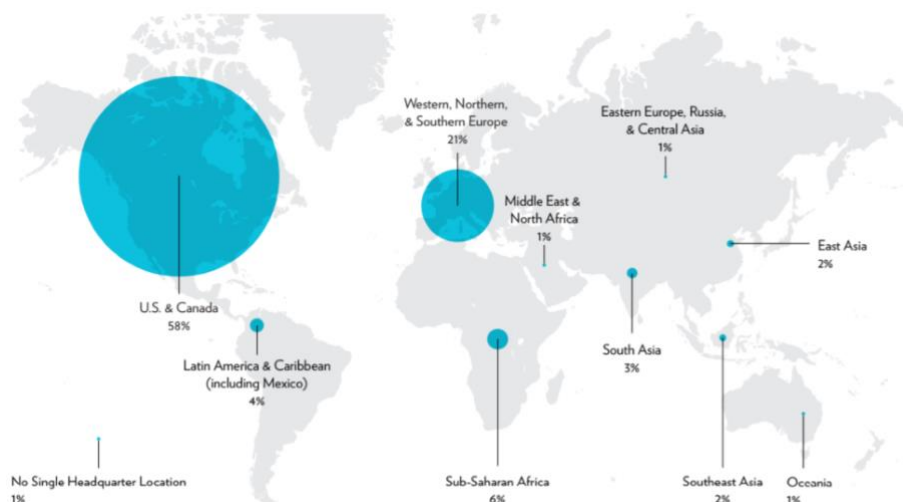 Western, Northern,
& Southern Europe
21%
Eastern Europe, Russia,
& Central Asia
1%
Middle East &
North Africa
1%
East Asia
2%
U.S. & Canada
58%
South Asia
3%
Latin America & Caribbean
(including Mexico)
4%
No Single Headquarter Location
1%
Sub-Saharan Africa
6%
Southeast Asia
2%
Oceania
1%